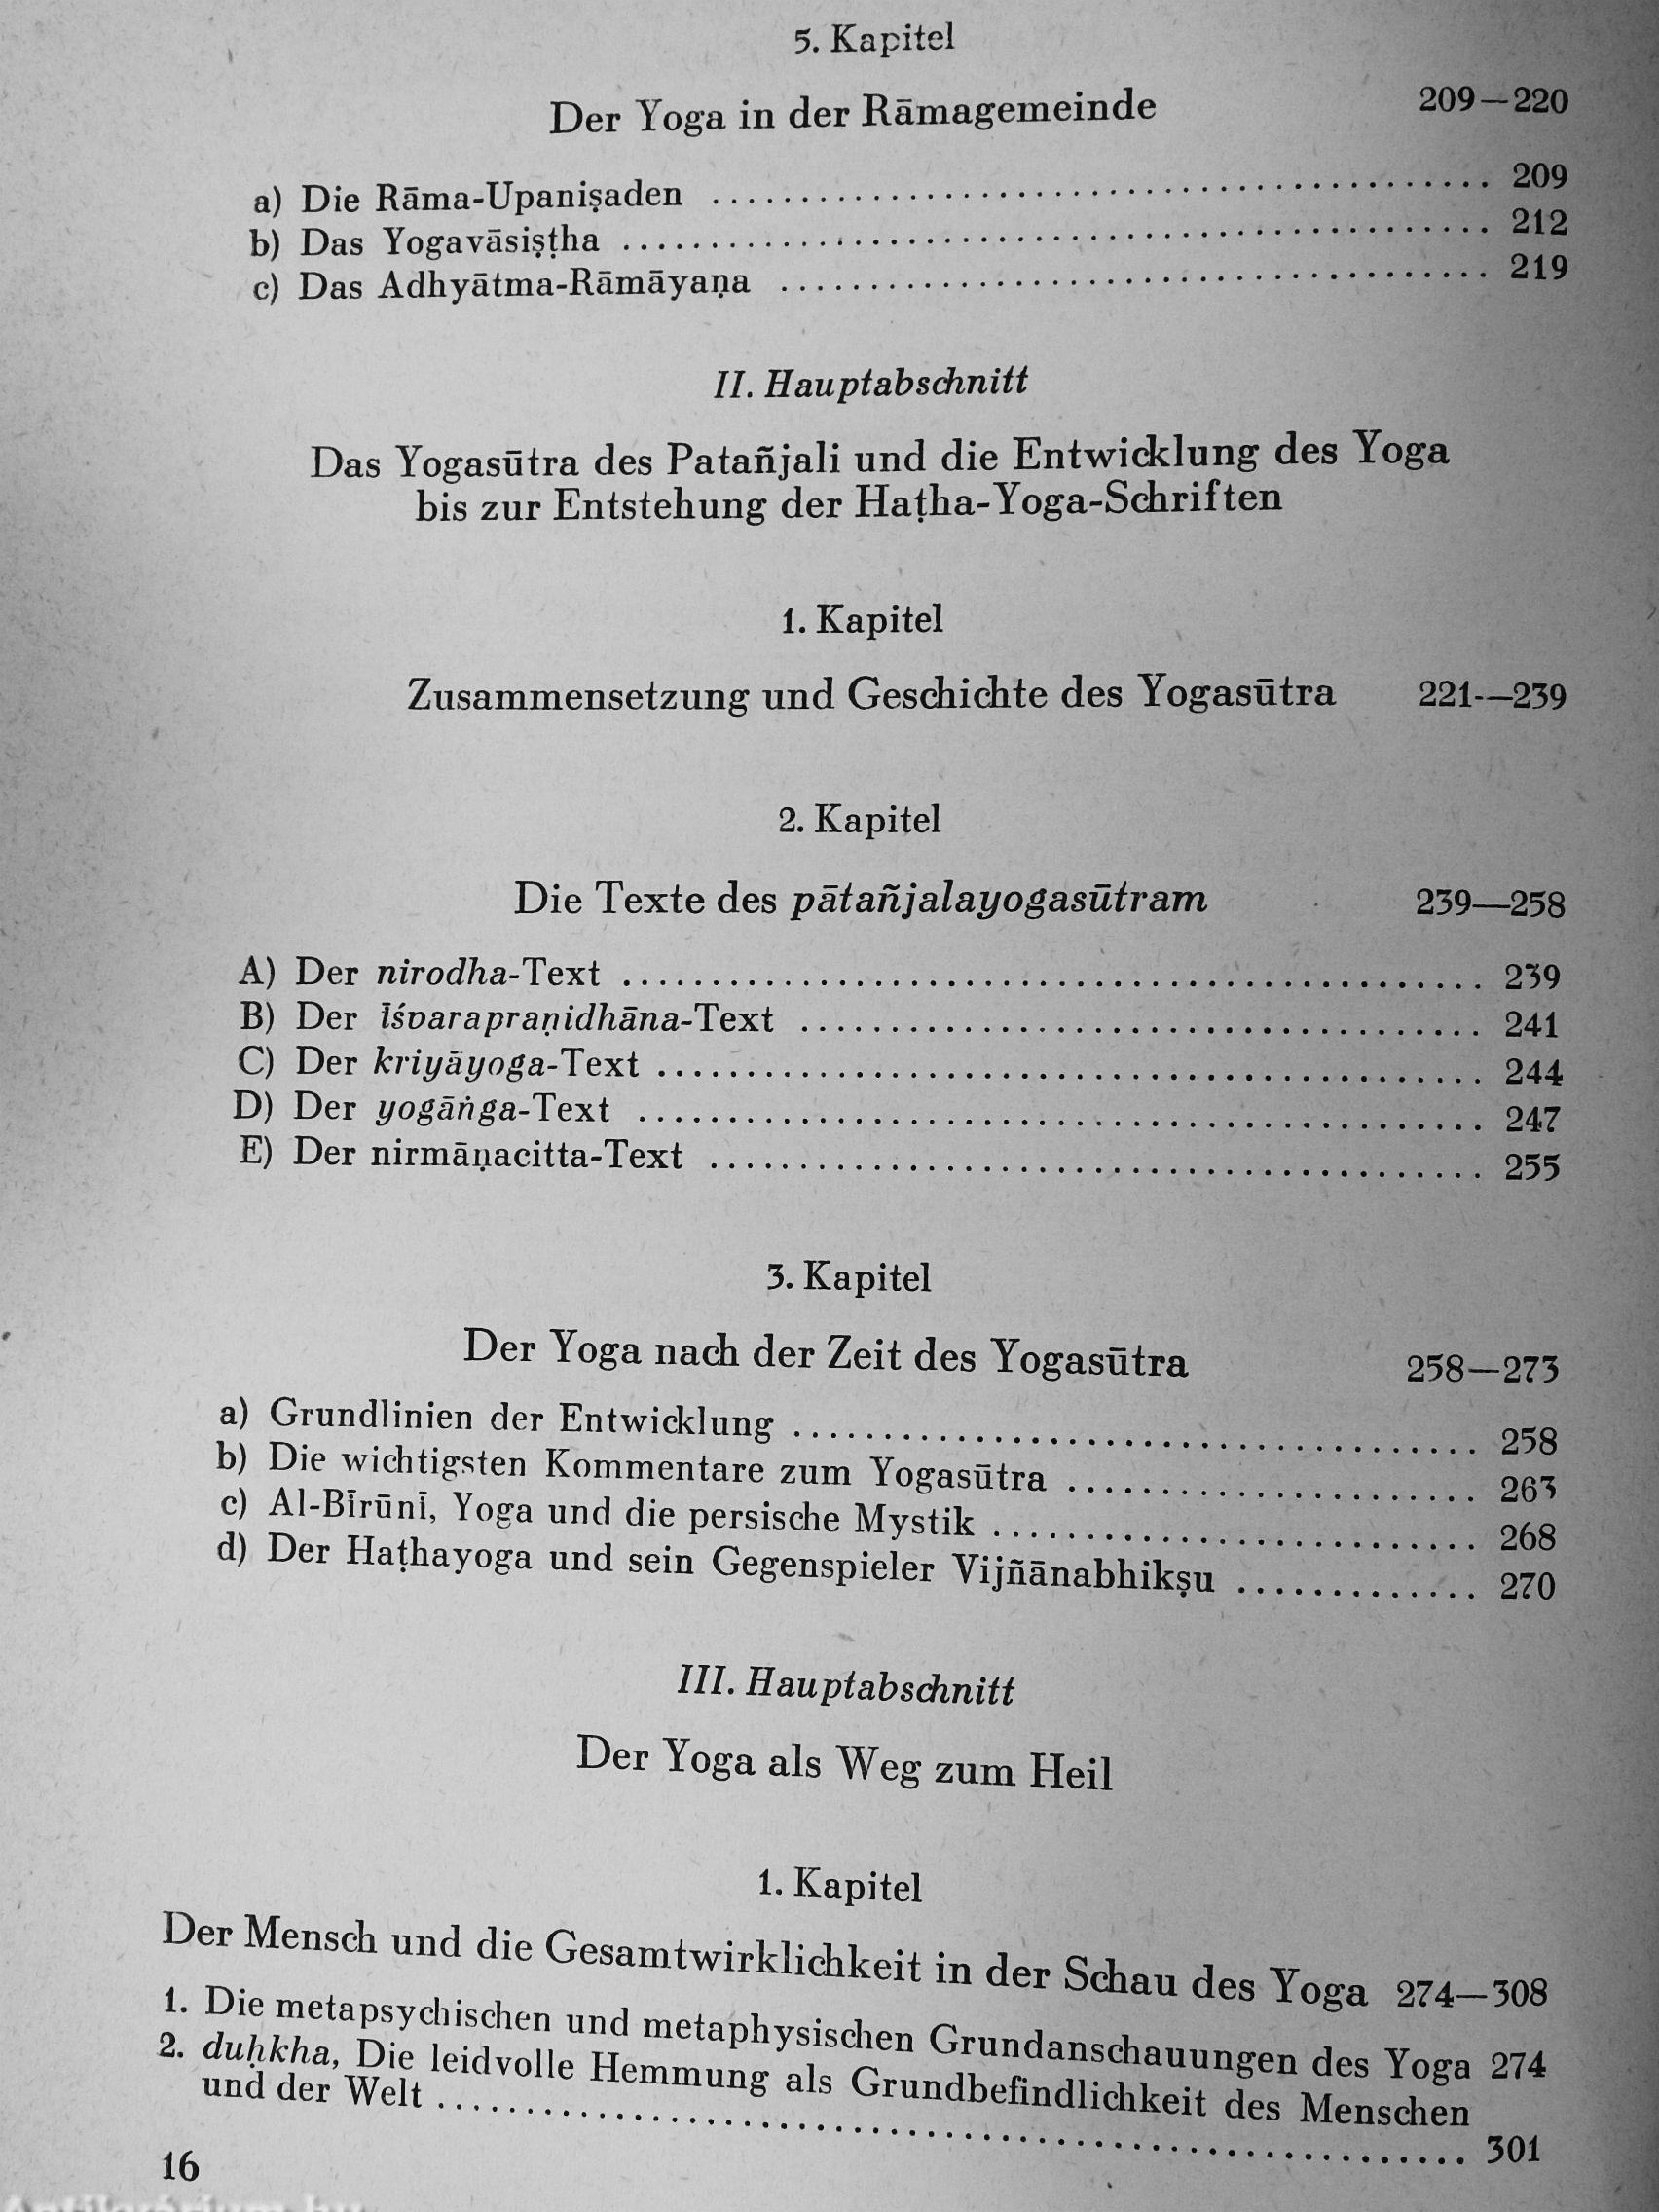 5. Kapitel
Der Yoga in der Rāmagemeinde 209—220
a) Die Rāma-Upaniṣaden ........................................ 209
b) Das Yogavāsiṣṭha ........................................ 212
c) Das Adhyātma-Rāmāyaṇa ........................................ 219
II. Hauptabschnitt
Das Yogasūtra des Patañjali und die Entwicklung des Yoga
bis zur Entstehung der Haṭha-Yoga-Schriften
1. Kapitel
Zusammensetzung und Geschichte des Yogasūtra 221-—239
2. Kapitel
Die Texte des pātañjalayogasūtram 239—258
A) Der nirodha-Text ........................................ 239
B) Der īśvarapraṇidhāna-Text ........................................ 241
C) Der kriyāyoga-Text ........................................ 244
D) Der yogāṅga-Text ........................................ 247
E) Der nirmāṇacitta-Text ........................................ 255
3. Kapitel
Der Yoga nach der Zeit des Yogasūtra 258—273
a) Grundlinien der Entwicklung ........................................ 258
b) Die wichtigsten Kommentare zum Yogasūtra ........................ 263
c) Al-Bīrūnī, Yoga und die persische Mystik ........................ 268
d) Der Haṭhayoga und sein Gegenspieler Vijñānabhikṣu ............. 270
III. Hauptabschnitt
Der Yoga als Weg zum Heil
1. Kapitel
Der Mensch und die Gesamtwirklichkeit in der Schau des Yoga 274—308
1. Die metapsychischen und metaphysischen Grundanschauungen des Yoga 274
2. duḥkha, Die leidvolle Hemmung als Grundbefindlichkeit des Menschen
und der Welt ........................................ 301
16